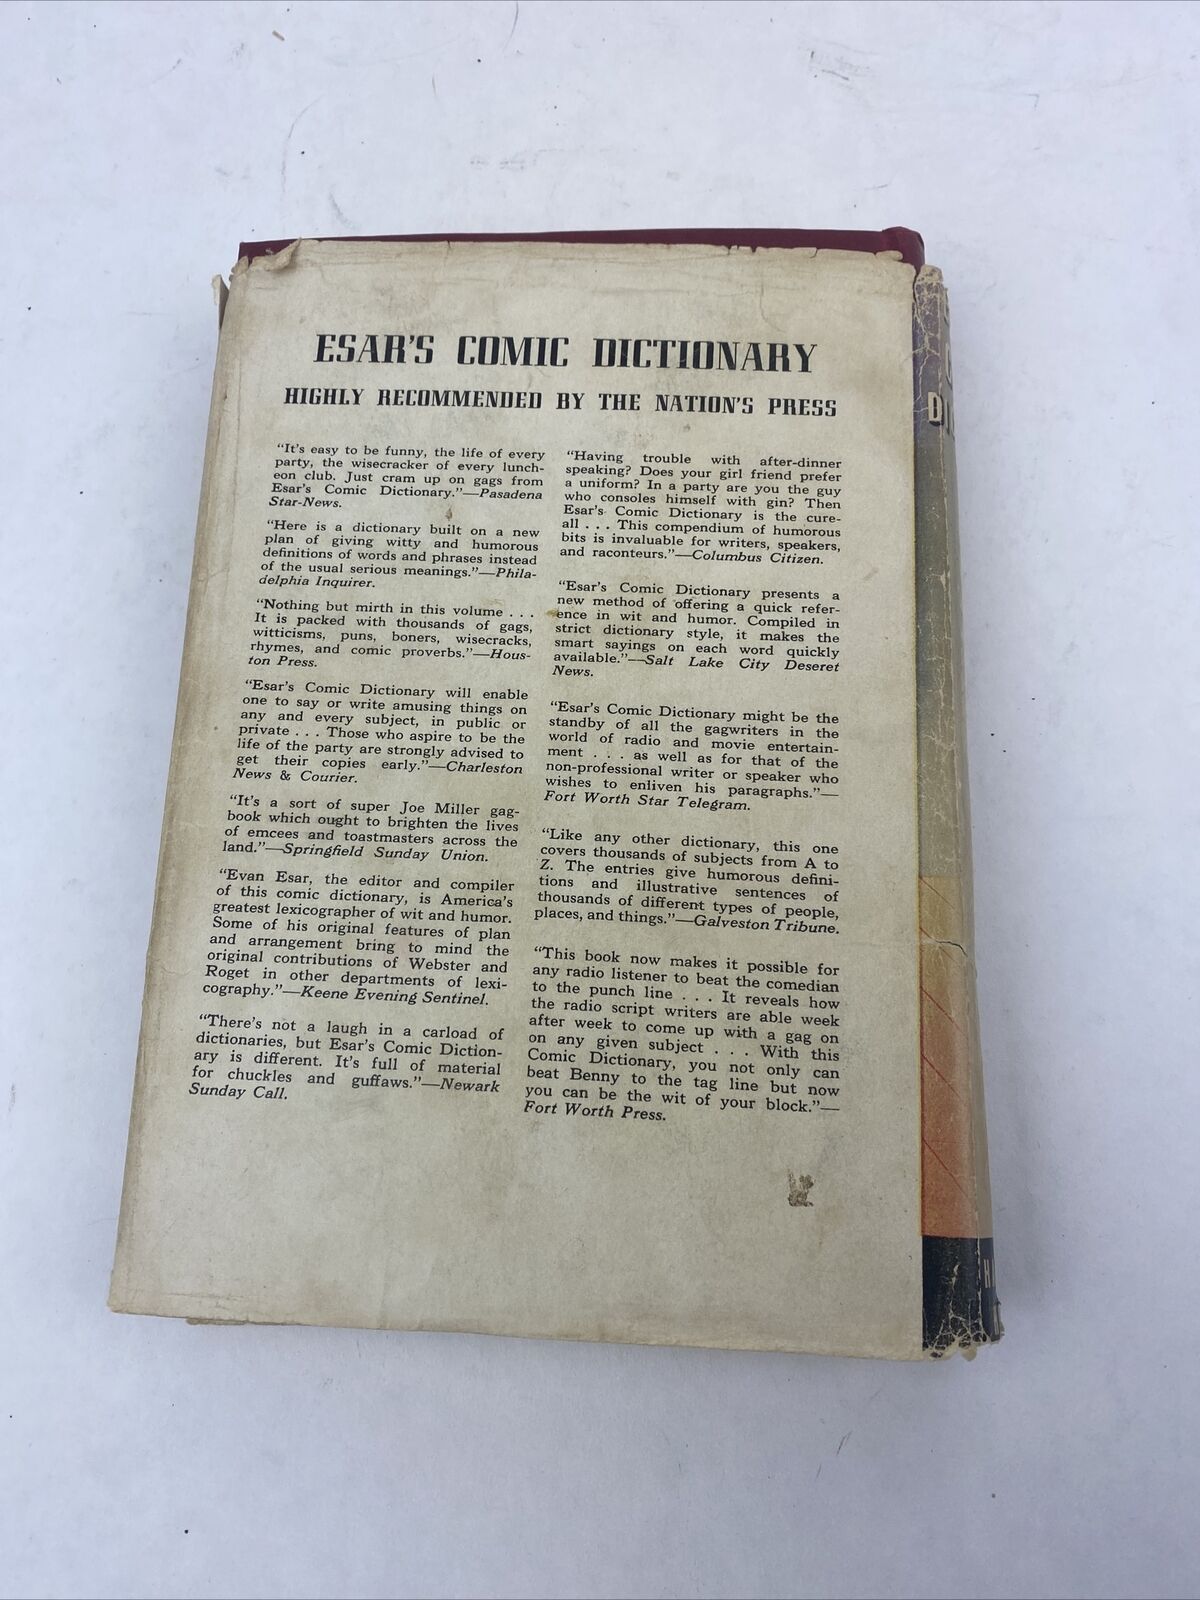 ESAR'S COMIC DICTIONARY
HIGHLY RECOMMENDED BY THE NATION'S PRESS
"It's easy to be funny, the life of every
party, the wisecracker of every lunch-
eon club. Just cram up on gags from
Esar's Comic Dictionary."—Pasadena
Star-News.
"Here is a dictionary built on a new
plan of giving witty and humorous
definitions of words and phrases instead
of the usual serious meanings."—Phila-
delphia Inquirer.
"Nothing but mirth in this volume . . .
It is packed with thousands of gags,
witticisms, puns, boners, wisecracks,
rhymes, and comic proverbs."—Hous-
ton Press.
"Esar's Comic Dictionary will enable
one to say or write amusing things on
any and every subject, in public or
private . . . Those who aspire to be the
life of the party are strongly advised to
get their copies early."—Charleston
News & Courier.
"It's a sort of super Joe Miller gag-
book which ought to brighten the lives
of emcees and toastmasters across the
land."—Springfield Sunday Union.
"Evan Esar, the editor and compiler
of this comic dictionary, is America's
greatest lexicographer of wit and humor.
Some of his original features of plan
and arrangement bring to mind the
original contributions of Webster and
Roget in other departments of lexi-
cography."—Keene Evening Sentinel.
"There's not a laugh in a carload of
dictionaries, but Esar's Comic Diction-
ary is different. It's full of material
for chuckles and guffaws."—Newark
Sunday Call.
"Having trouble with after-dinner
speaking? Does your girl friend prefer
a uniform? In a party are you the guy
who consoles himself with gin? Then
Esar's Comic Dictionary is the cure-
all . . . This compendium of humorous
bits is invaluable for writers, speakers,
and raconteurs."—Columbus Citizen.
"Esar's Comic Dictionary presents a
new method of offering a quick refer-
ence in wit and humor. Compiled in
strict dictionary style, it makes the
smart sayings on each word quickly
available."—Salt Lake City Deseret
News.
"Esar's Comic Dictionary might be the
standby of all the gagwriters in the
world of radio and movie entertain-
ment . . . as well as for that of the
non-professional writer or speaker who
wishes to enliven his paragraphs."—
Fort Worth Star Telegram.
"Like any other dictionary, this one
covers thousands of subjects from A to
Z. The entries give humorous defini-
tions and illustrative sentences of
thousands of different types of people,
places, and things."—Galveston Tribune.
"This book now makes it possible for
any radio listener to beat the comedian
to the punch line . . . It reveals how
the radio script writers are able week
after week to come up with a gag on
on any given subject . . . With this
Comic Dictionary, you not only can
beat Benny to the tag line but now
you can be the wit of your block."—
Fort Worth Press.